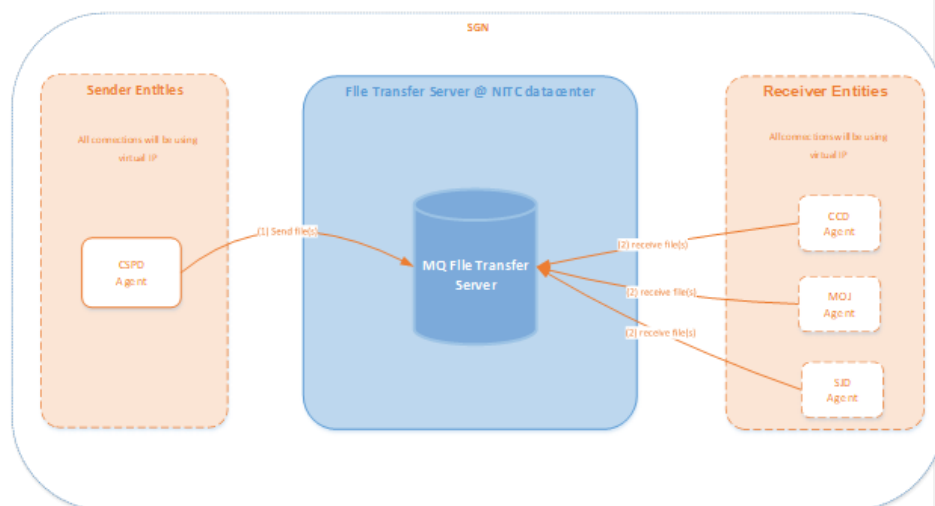 SGN
Sender Entities
All connections will be using
virtual IP
CSPD
Agent
(1) Send file(s)
File Transfer Server @ NITC datacenter
MQ File Transfer
Server
(2) receive file(s)
(2) receive file(s)
(2) receive file(s)
Receiver Entities
All connections will be using
virtual IP
CCD
Agent
MOJ
Agent
SJD
Agent